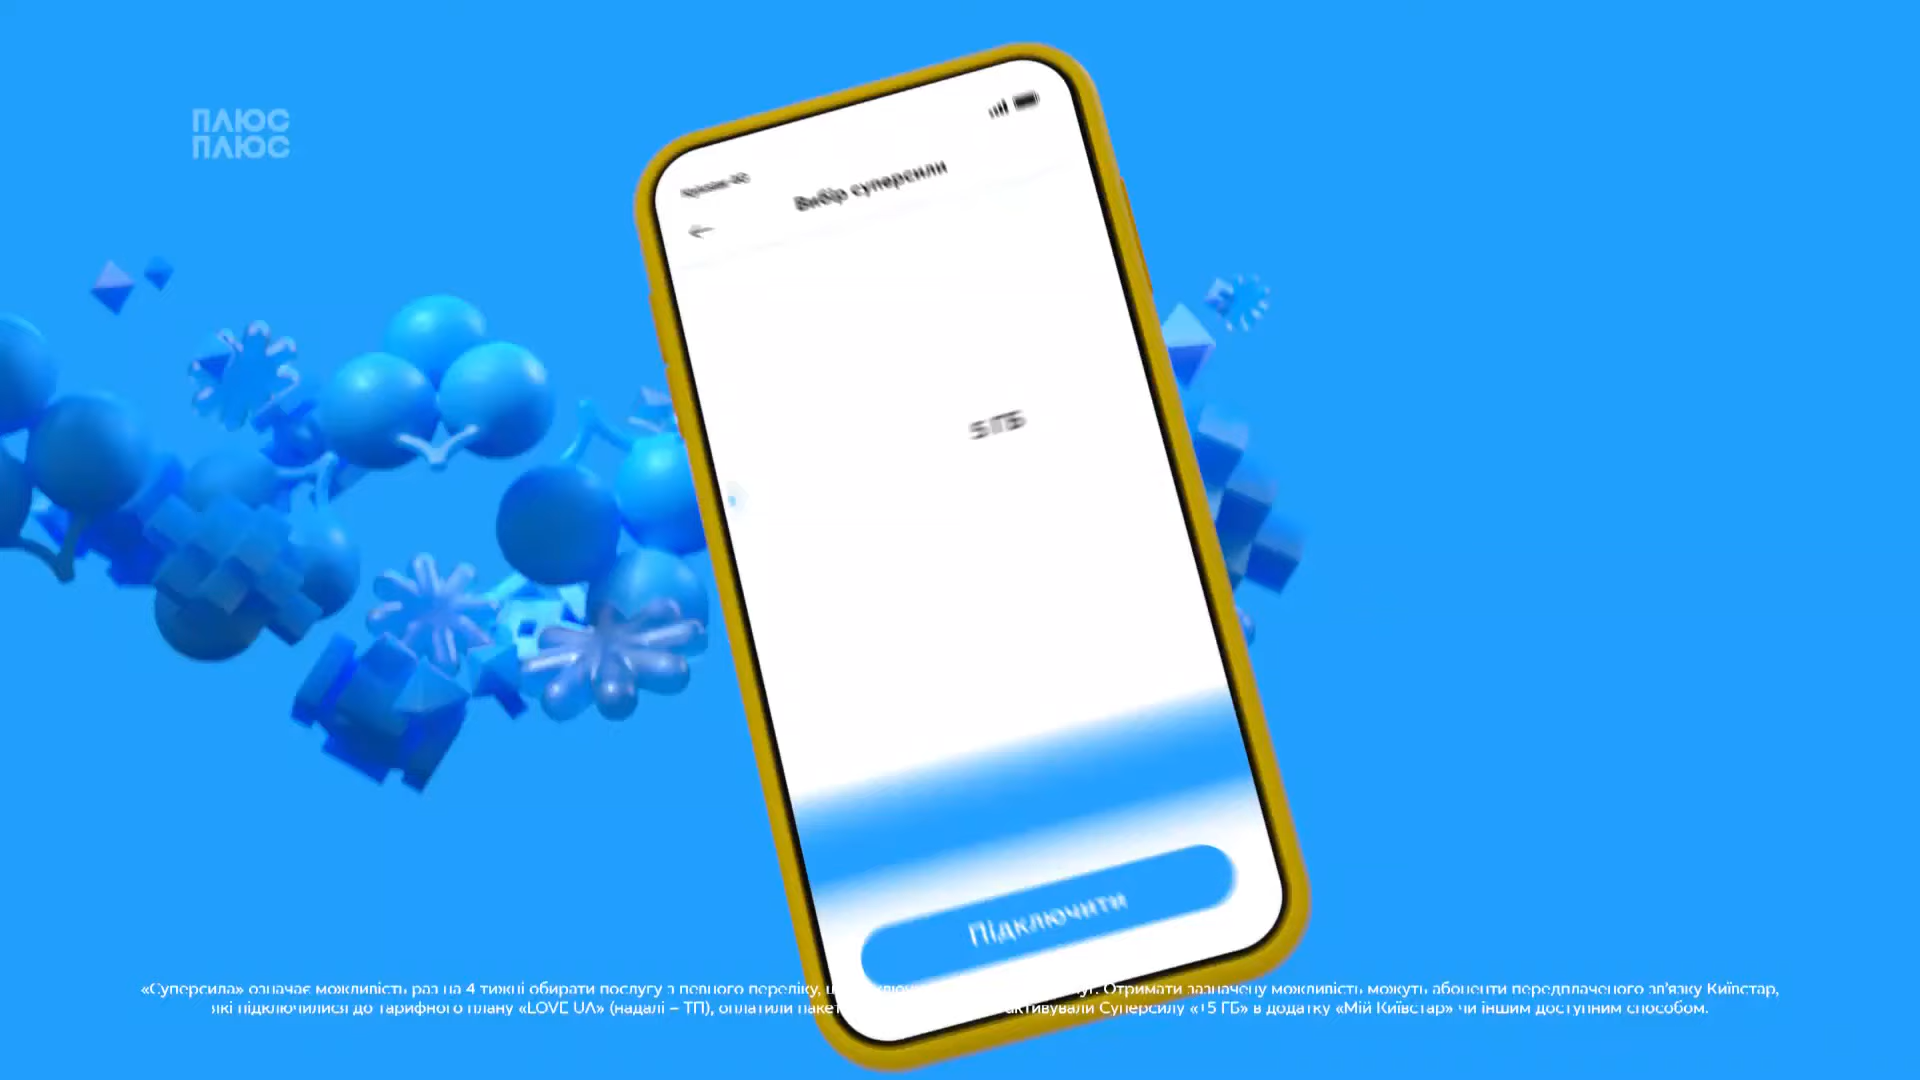 ПЛЮС
ПЛЮС
Вибір суперсили
5 ГБ
Підключити
«Суперсила» означає можливість раз на 4 тижні обирати послугу з певного переліку, Отримати зазначену можливість можуть абоненти передплаченого зв'язку Київстар,
які підключилися до тарифного плану «LOVE UA» (надалі – ТП), оплатили пакет активували Суперсилу «+5 ГБ» в додатку «Мій Київстар» чи іншим доступним способом.